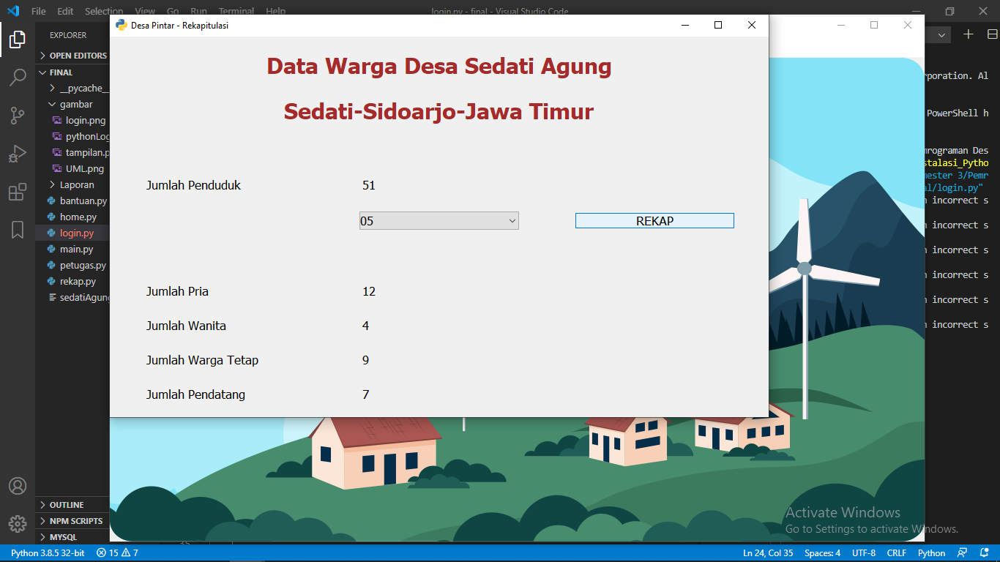 File Edit Selection View Go Run Terminal Help
login.py - final - Visual Studio Code
Desa Pintar - Rekapitulasi
Data Warga Desa Sedati Agung
Sedati-Sidoarjo-Jawa Timur
Jumlah Penduduk 51
05 REKAP
Jumlah Pria 12
Jumlah Wanita 4
Jumlah Warga Tetap 9
Jumlah Pendatang 7
EXPLORER
OPEN EDITORS
FINAL
__pycache__
gambar
login.png
pythonLog
tampilan.p
UML.png
Laporan
bantuan.py
home.py
login.py
main.py
petugas.py
rekap.py
sedatiAgung
OUTLINE
NPM SCRIPTS
MYSQL
rporation. Al
PowerShell h
mrograman Des
stalasi_Pytho
mester 3/Pemr
al/login.py"
n incorrect s
n incorrect s
n incorrect s
n incorrect s
n incorrect s
n incorrect s
Activate Windows
Go to Settings to activate Windows.
Python 3.8.5 32-bit 15 7 Ln 24, Col 35 Spaces: 4 UTF-8 CRLF Python